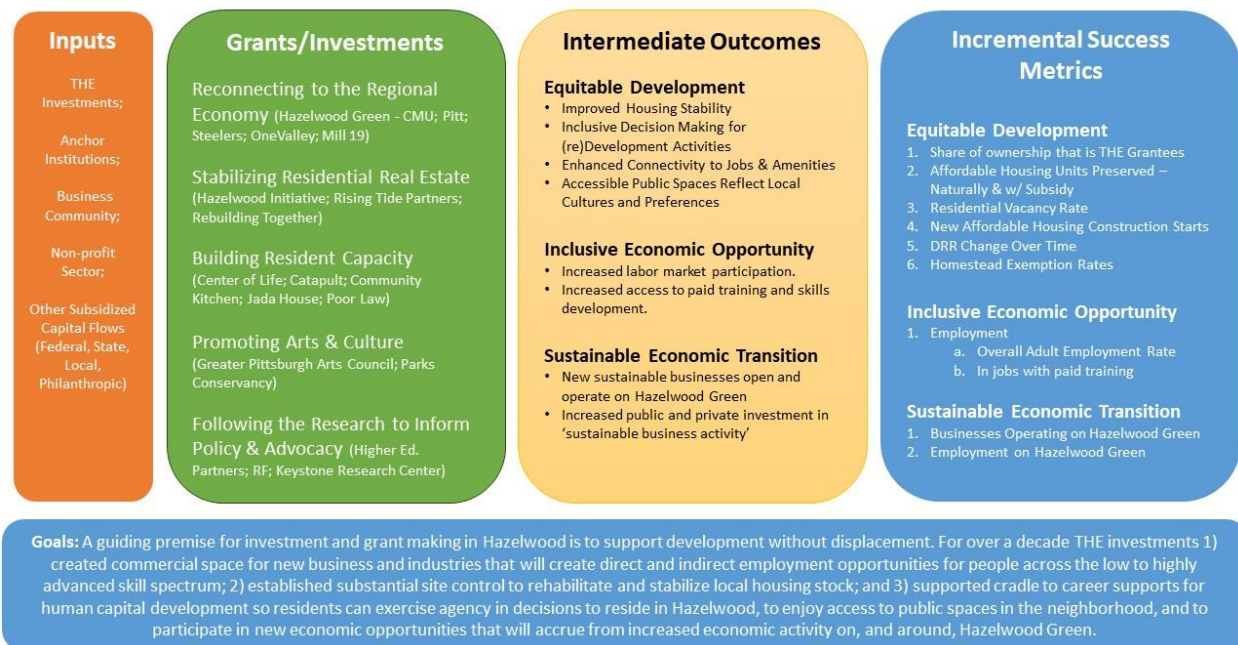 Inputs
THE
Investments;
Anchor
Institutions;
Business
Community;
Non-profit
Sector;
Other Subsidized
Capital Flows
(Federal, State,
Local,
Philanthropic)
Grants/Investments
Reconnecting to the Regional
Economy (Hazelwood Green - CMU; Pitt;
Steelers; OneValley; Mill 19)
Stabilizing Residential Real Estate
(Hazelwood Initiative; Rising Tide Partners;
Rebuilding Together)
Building Resident Capacity
(Center of Life; Catapult; Community
Kitchen; Jada House; Poor Law)
Promoting Arts & Culture
(Greater Pittsburgh Arts Council; Parks
Conservancy)
Following the Research to Inform
Policy & Advocacy (Higher Ed.
Partners; RF; Keystone Research Center)
Intermediate Outcomes
Equitable Development
• Improved Housing Stability
• Inclusive Decision Making for
(re)Development Activities
• Enhanced Connectivity to Jobs & Amenities
• Accessible Public Spaces Reflect Local
Cultures and Preferences
Inclusive Economic Opportunity
• Increased labor market participation.
• Increased access to paid training and skills
development.
Sustainable Economic Transition
• New sustainable businesses open and
operate on Hazelwood Green
• Increased public and private investment in
‘sustainable business activity’
Incremental Success
Metrics
Equitable Development
1. Share of ownership that is THE Grantees
2. Affordable Housing Units Preserved –
Naturally & w/ Subsidy
3. Residential Vacancy Rate
4. New Affordable Housing Construction Starts
5. DRR Change Over Time
6. Homestead Exemption Rates
Inclusive Economic Opportunity
1. Employment
a. Overall Adult Employment Rate
b. In jobs with paid training
Sustainable Economic Transition
1. Businesses Operating on Hazelwood Green
2. Employment on Hazelwood Green
Goals: A guiding premise for investment and grant making in Hazelwood is to support development without displacement. For over a decade THE investments 1)
created commercial space for new business and industries that will create direct and indirect employment opportunities for people across the low to highly
advanced skill spectrum; 2) established substantial site control to rehabilitate and stabilize local housing stock; and 3) supported cradle to career supports for
human capital development so residents can exercise agency in decisions to reside in Hazelwood, to enjoy access to public spaces in the neighborhood, and to
participate in new economic opportunities that will accrue from increased economic activity on, and around, Hazelwood Green.